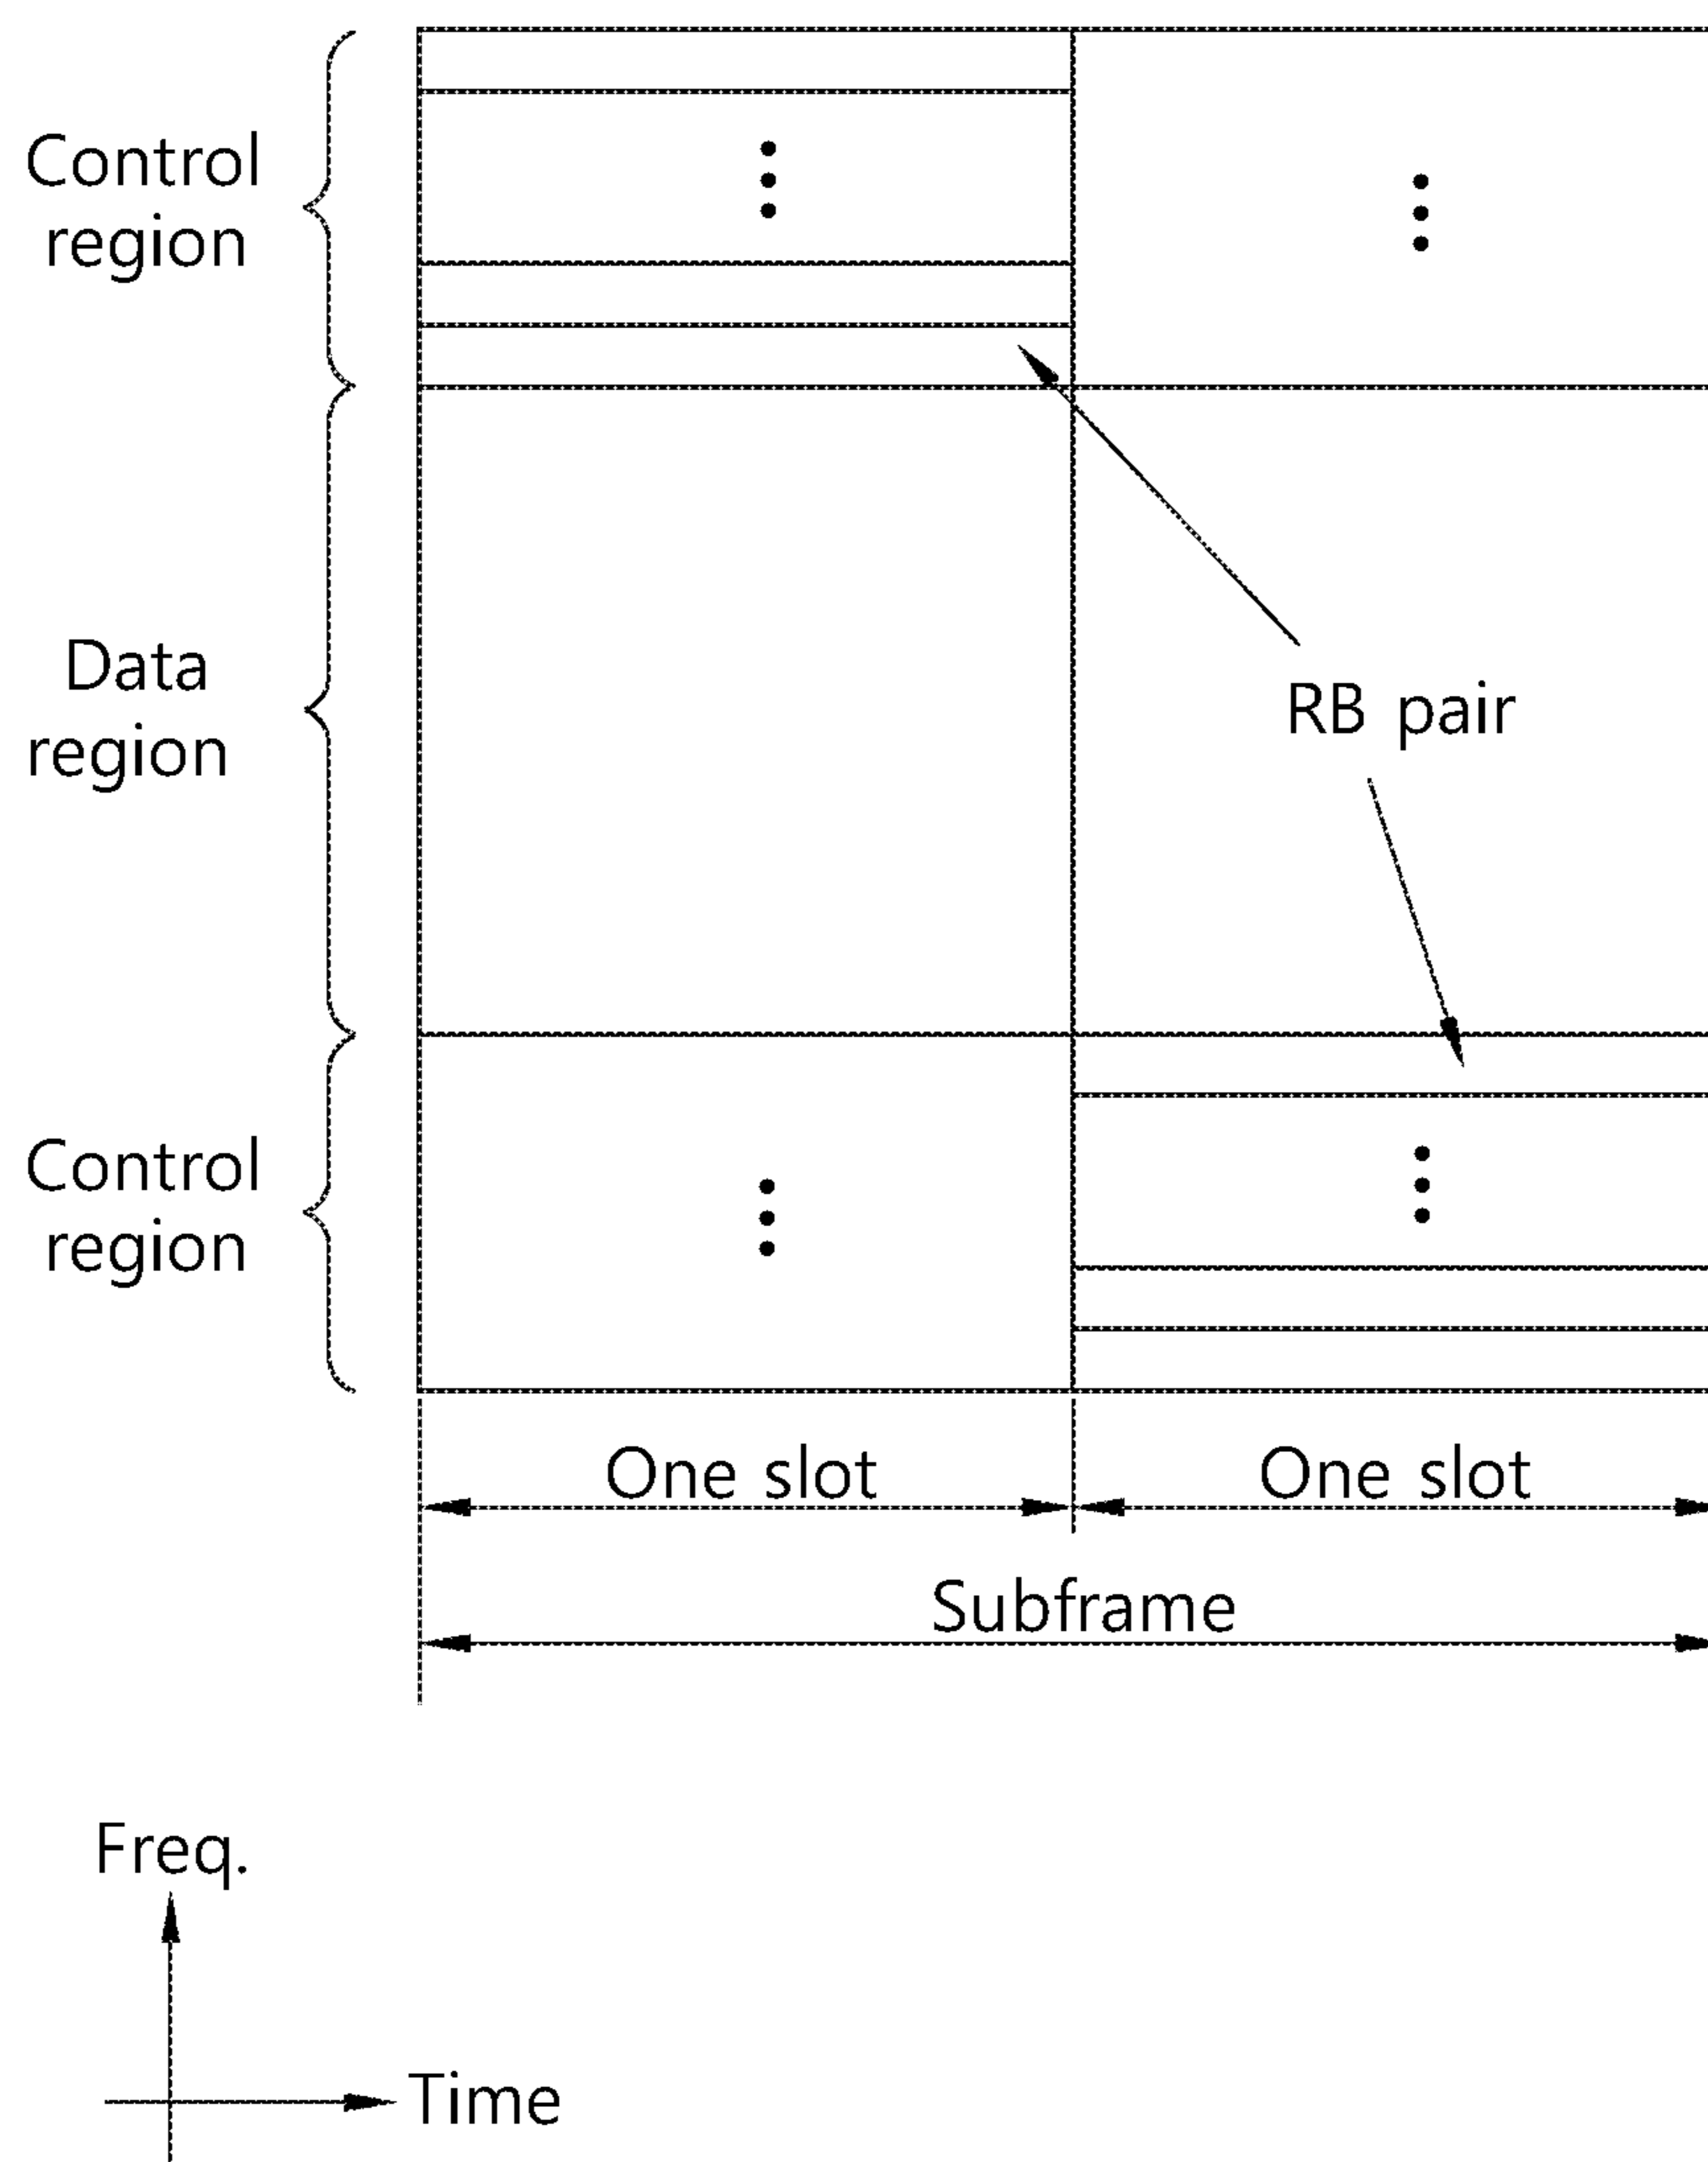 Control
region
Data
region
RB pair
Control
region
One slot
One slot
Subframe
Freq.
Time